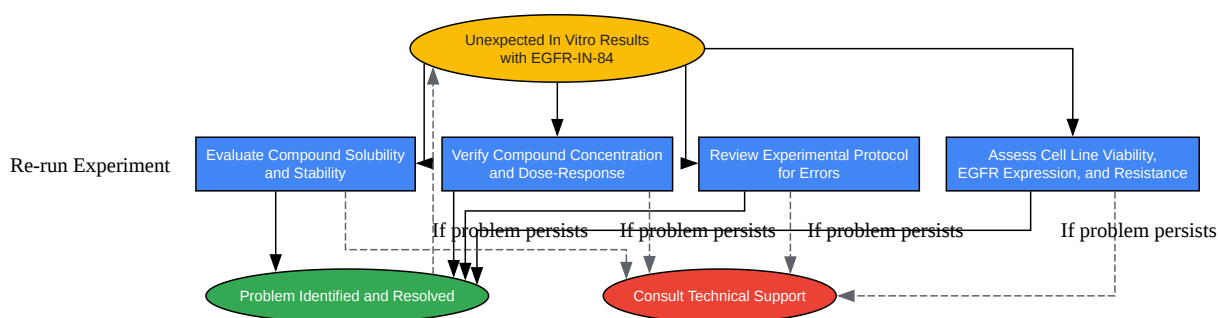 Unexpected In Vitro Results
with EGFR-IN-84
Re-run Experiment
Evaluate Compound Solubility
and Stability
Verify Compound Concentration
and Dose-Response
Review Experimental Protocol
for Errors
Assess Cell Line Viability,
EGFR Expression, and Resistance
If problem persists
If problem persists
If problem persists
If problem persists
Problem Identified and Resolved
Consult Technical Support